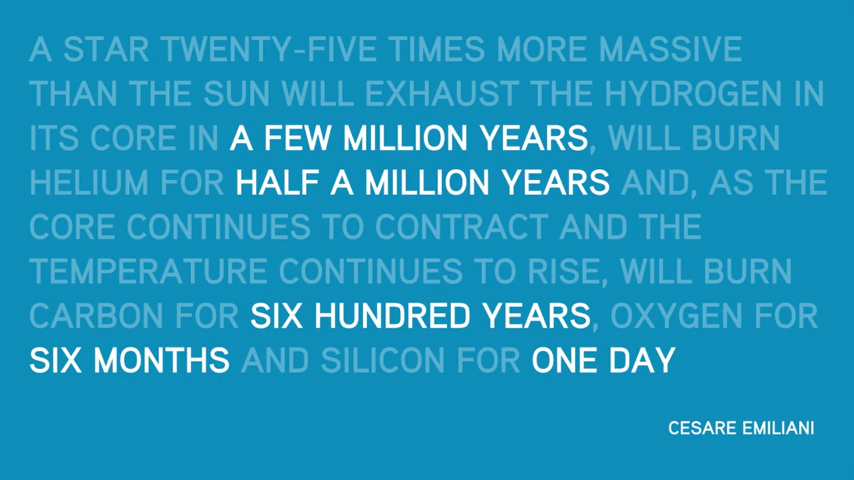 A STAR TWENTY-FIVE TIMES MORE MASSIVE
THAN THE SUN WILL EXHAUST THE HYDROGEN IN
ITS CORE IN A FEW MILLION YEARS, WILL BURN
HELIUM FOR HALF A MILLION YEARS AND, AS THE
CORE CONTINUES TO CONTRACT AND THE
TEMPERATURE CONTINUES TO RISE, WILL BURN
CARBON FOR SIX HUNDRED YEARS, OXYGEN FOR
SIX MONTHS AND SILICON FOR ONE DAY
CESARE EMILIANI